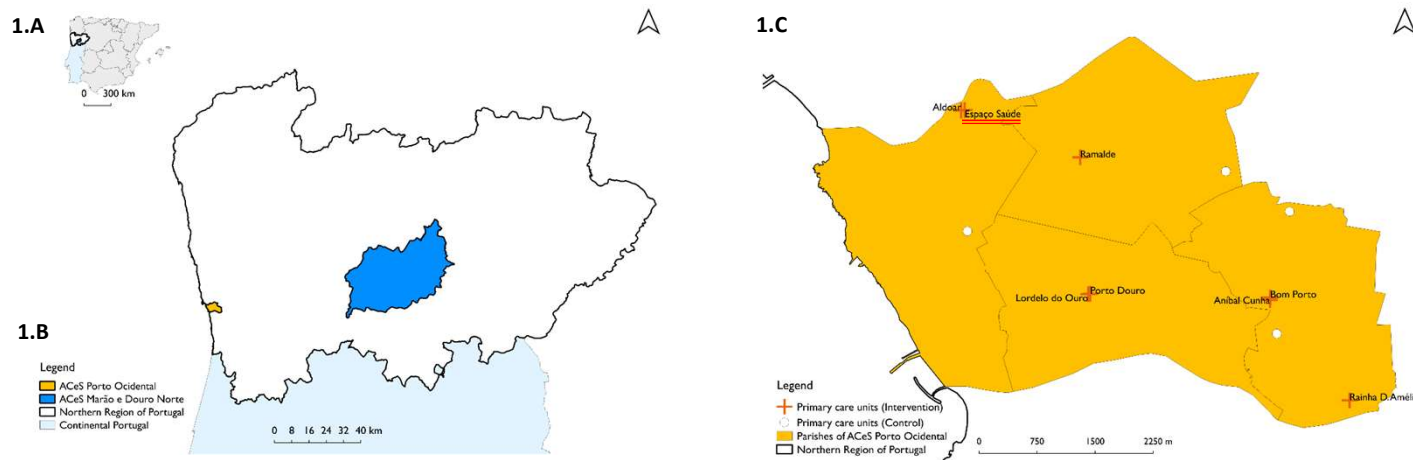 1.A
0 300 km
1.B
Legend
ACeS Porto Ocidental
ACeS Marão e Douro Norte
Northern Region of Portugal
Continental Portugal
0 8 16 24 32 40 km
1.C
Aldoar
Espaço Saúde
Ramalde
Lordelo do Ouro
Porto Douro
Aníbal Cunha
Bom Porto
Rainha D.Améli
Legend
Primary care units (Intervention)
Primary care units (Control)
Parishes of ACeS Porto Ocidental
Northern Region of Portugal
0 750 1500 2250 m